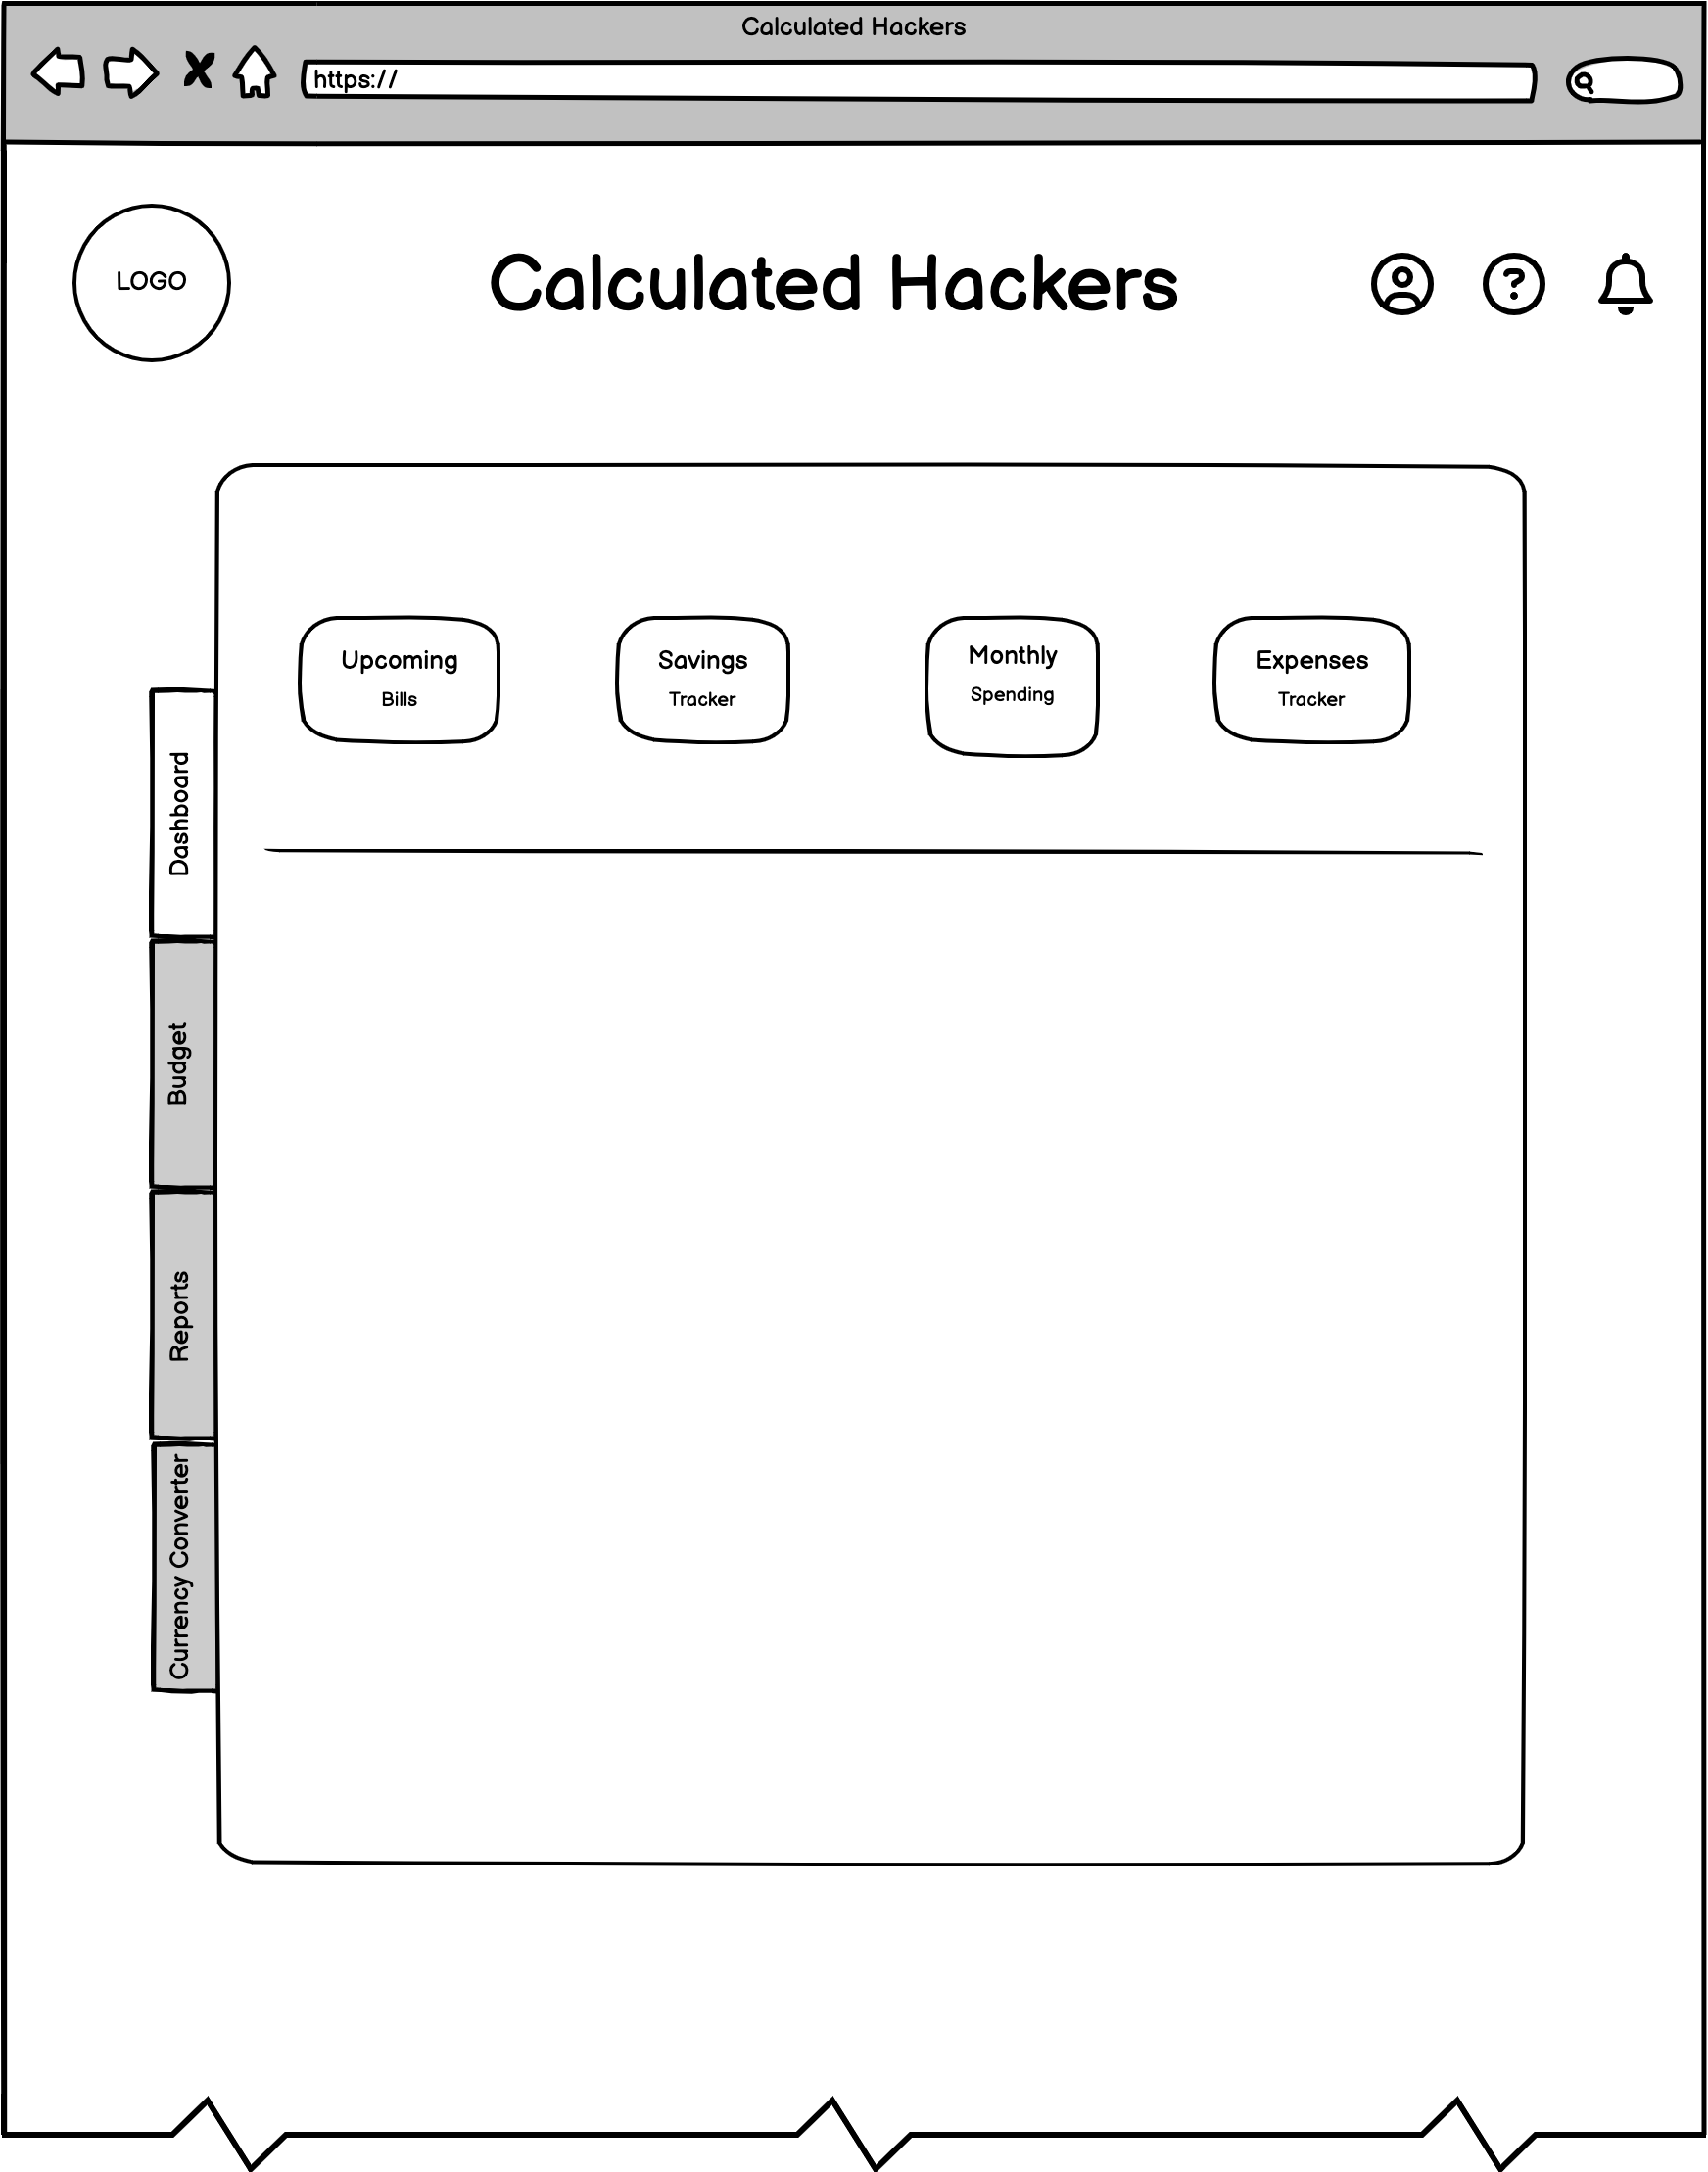 Calculated Hackers
https://
LOGO
Calculated Hackers
?
Upcoming
Bills
Savings
Tracker
Monthly
Spending
Expenses
Tracker
Dashboard
Budget
Reports
Currency Converter